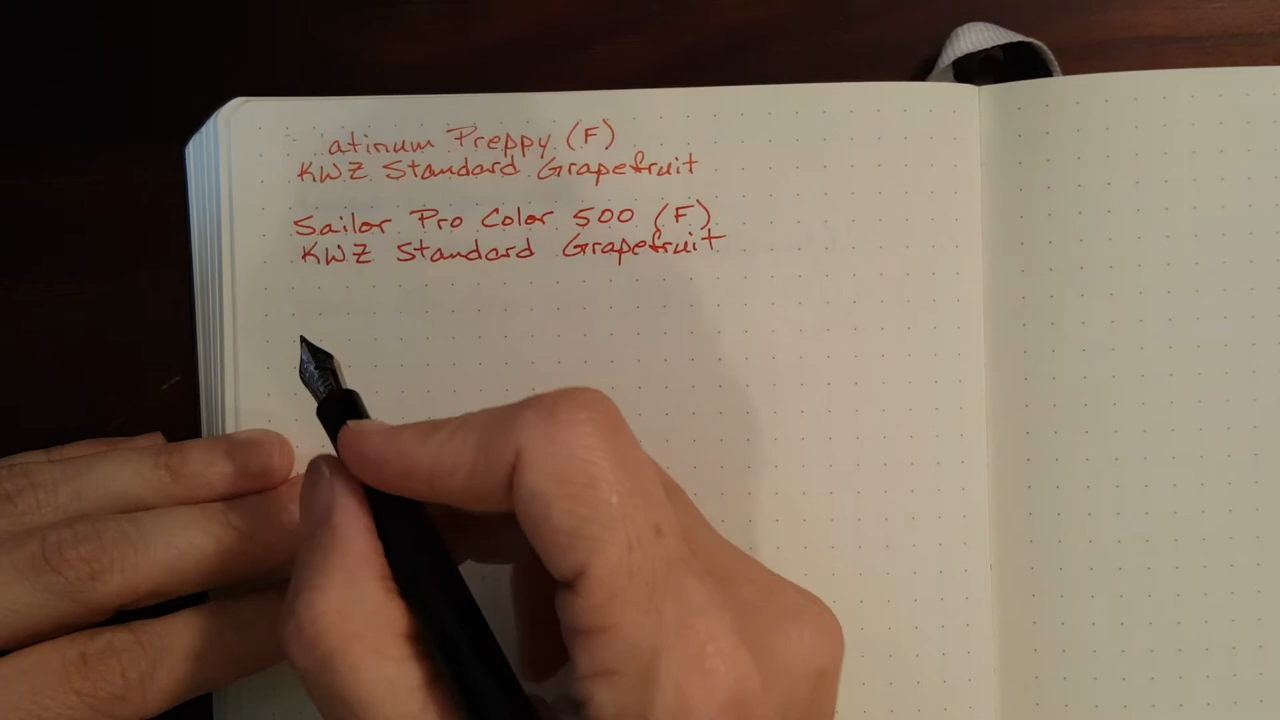 atinum Preppy (F)
KWZ Standard Grapefruit
Sailor Pro Color 500 (F)
KWZ Standard Grapefruit